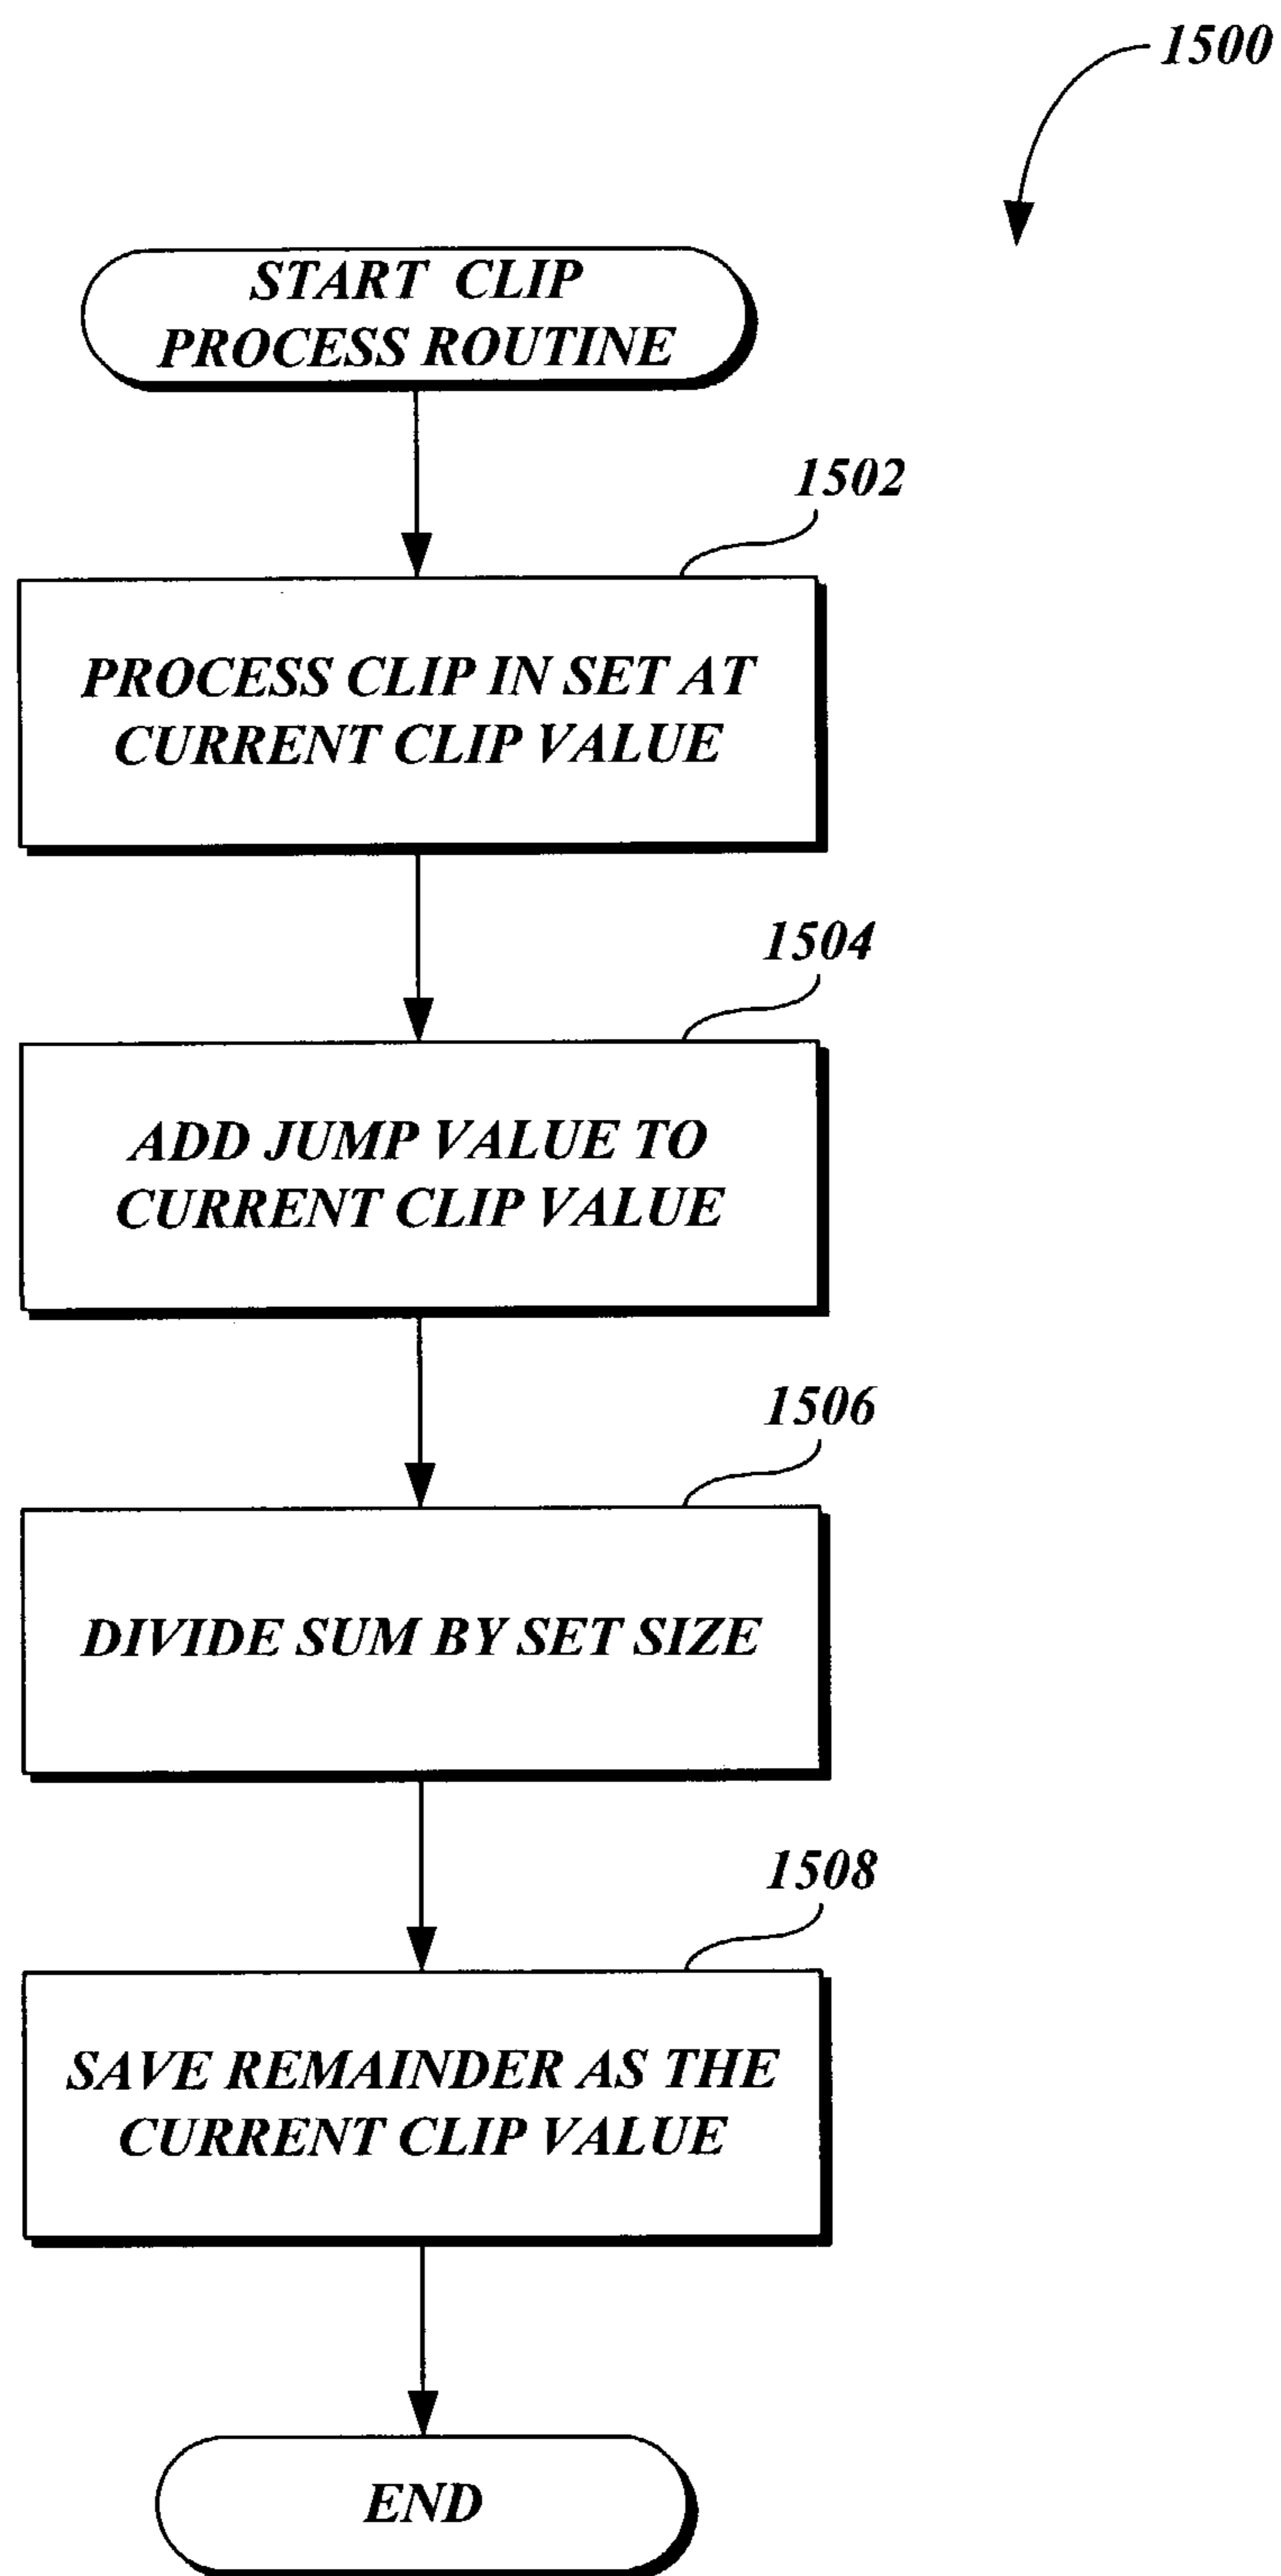 1500
START CLIP
PROCESS ROUTINE
1502
PROCESS CLIP IN SET AT
CURRENT CLIP VALUE
1504
ADD JUMP VALUE TO
CURRENT CLIP VALUE
1506
DIVIDE SUM BY SET SIZE
1508
SAVE REMAINDER AS THE
CURRENT CLIP VALUE
END